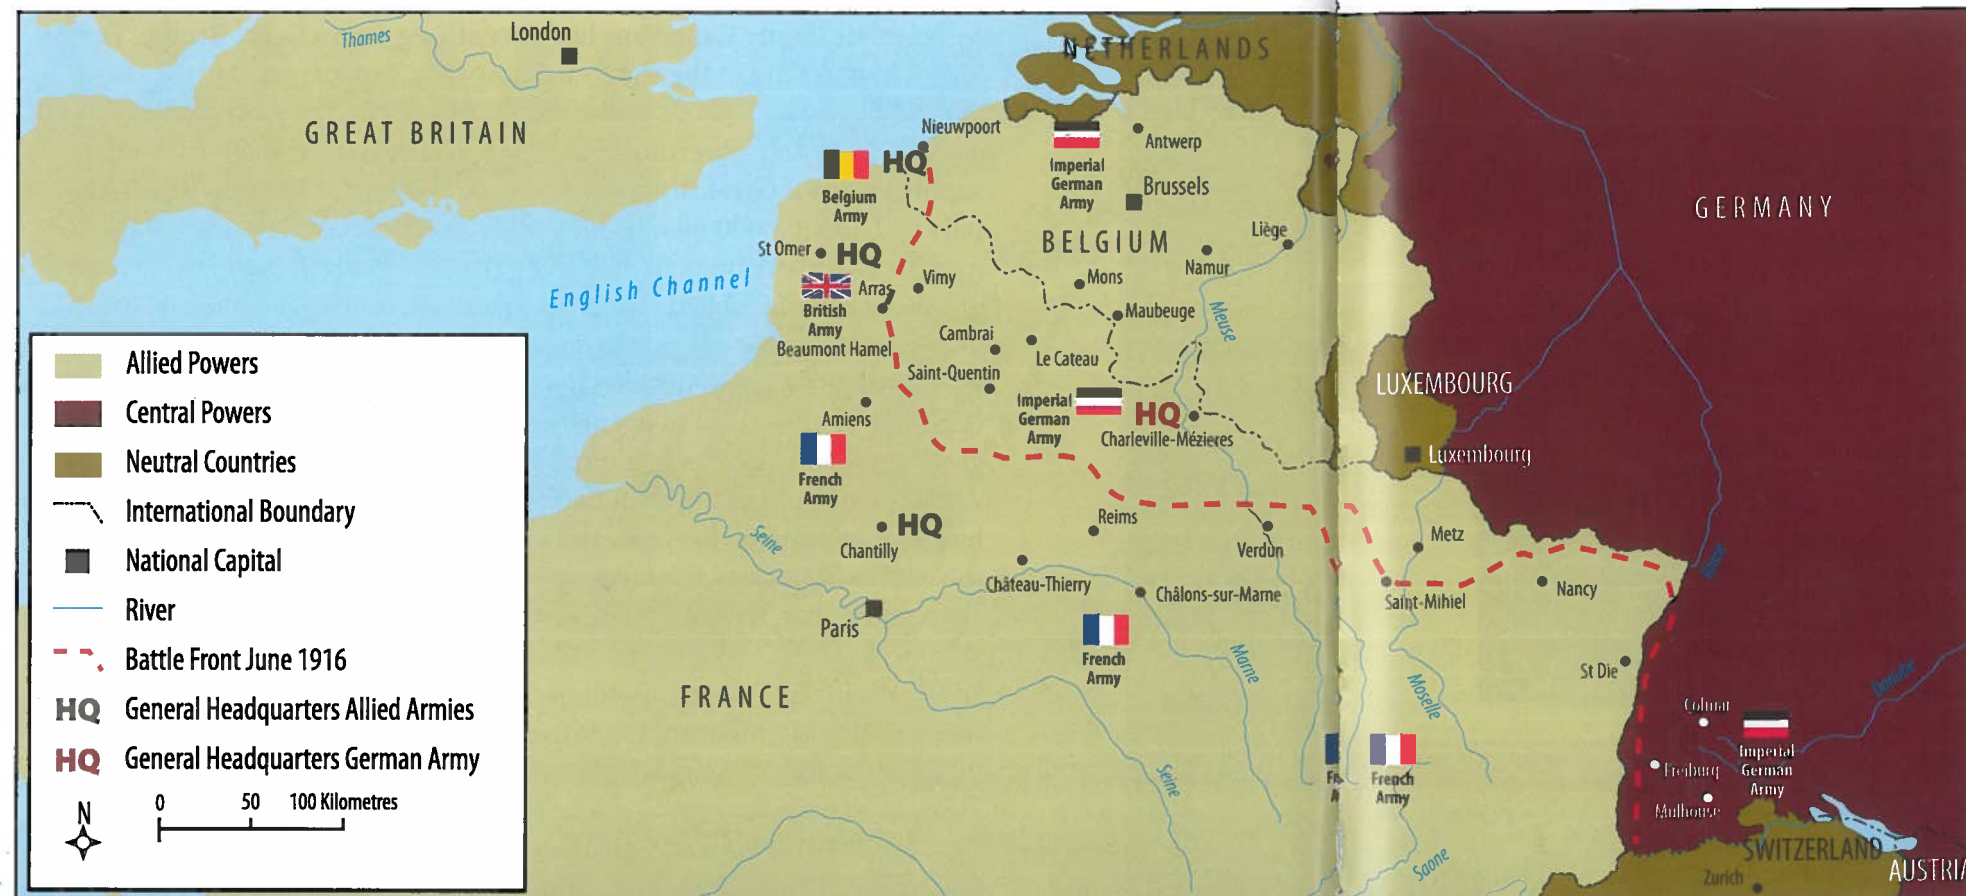 Thames
London
NETHERLANDS
GREAT BRITAIN
Nieuwpoort
HQ
Belgium
Army
Imperial
German
Army
Antwerp
Brussels
GERMANY
St Omer
HQ
BELGIUM
Liège
Namur
English Channel
British
Army
Arras
Vimy
Mons
Maubeuge
Meuse
Beaumont Hamel
Cambrai
Le Cateau
Saint-Quentin
Imperial
German
Army
HQ
Charleville-Mézieres
LUXEMBOURG
Luxembourg
Amiens
French
Army
Seine
Chantilly
HQ
Reims
Verdun
Metz
Château-Thierry
Châlons-sur-Marne
Saint-Mihiel
Nancy
Paris
French
Army
Marne
Moselle
St Die
FRANCE
Seine
Fr
A
French
Army
Colmar
Freiburg
Mulhouse
Imperial
German
Army
Danube
Saone
SWITZERLAND
Zurich
AUSTRIA
Allied Powers
Central Powers
Neutral Countries
International Boundary
National Capital
River
Battle Front June 1916
HQ General Headquarters Allied Armies
HQ General Headquarters German Army
N
0 50 100 Kilometres